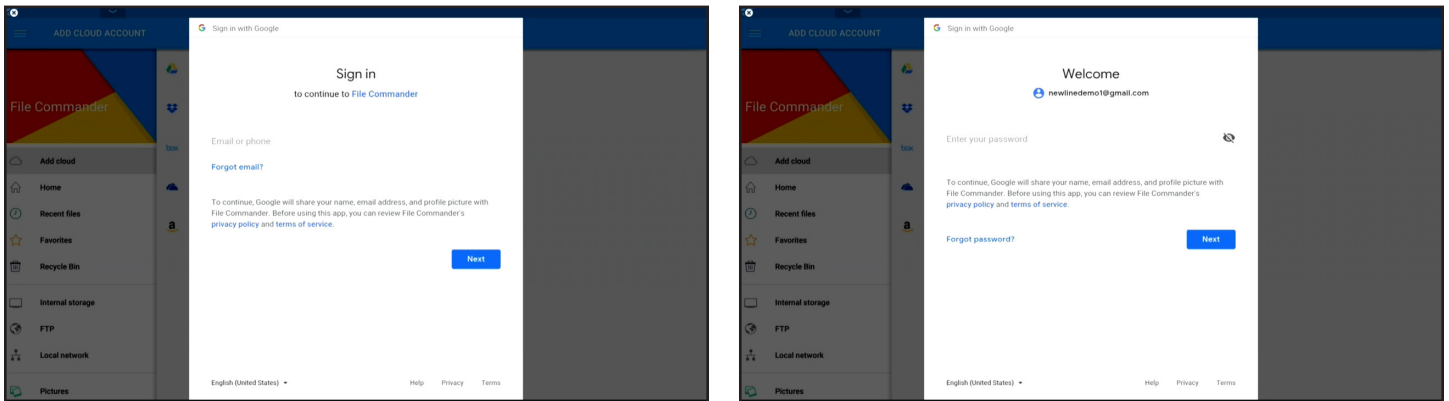 ADD CLOUD ACCOUNT
File Commander
Add cloud
Home
Recent files
Favorites
Recycle Bin
Internal storage
FTP
Local network
Pictures
box
a
G Sign in with Google
Sign in
to continue to File Commander
Email or phone
Forgot email?
To continue, Google will share your name, email address, and profile picture with
File Commander. Before using this app, you can review File Commander's
privacy policy and terms of service.
Next
English (United States)
Help Privacy Terms
ADD CLOUD ACCOUNT
File Commander
Add cloud
Home
Recent files
Favorites
Recycle Bin
Internal storage
FTP
Local network
Pictures
box
a
G Sign in with Google
Welcome
newlinedemo1@gmail.com
Enter your password
To continue, Google will share your name, email address, and profile picture with
File Commander. Before using this app, you can review File Commander's
privacy policy and terms of service.
Forgot password?
Next
English (United States)
Help Privacy Terms